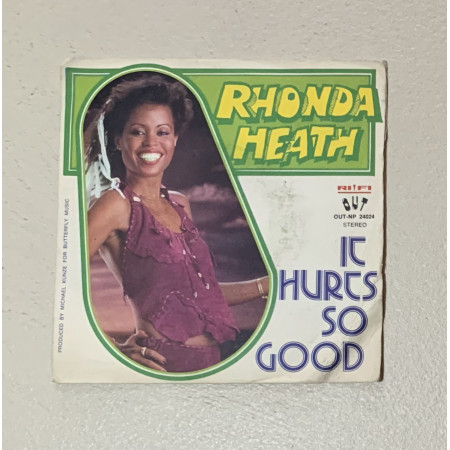 RHONDA
HEATH
OUT
OUT-NP 24024
STEREO
IT
HURTS
SO
GOOD
PRODUCED BY MICHAEL KUNZE FOR BUTTERFLY MUSIC